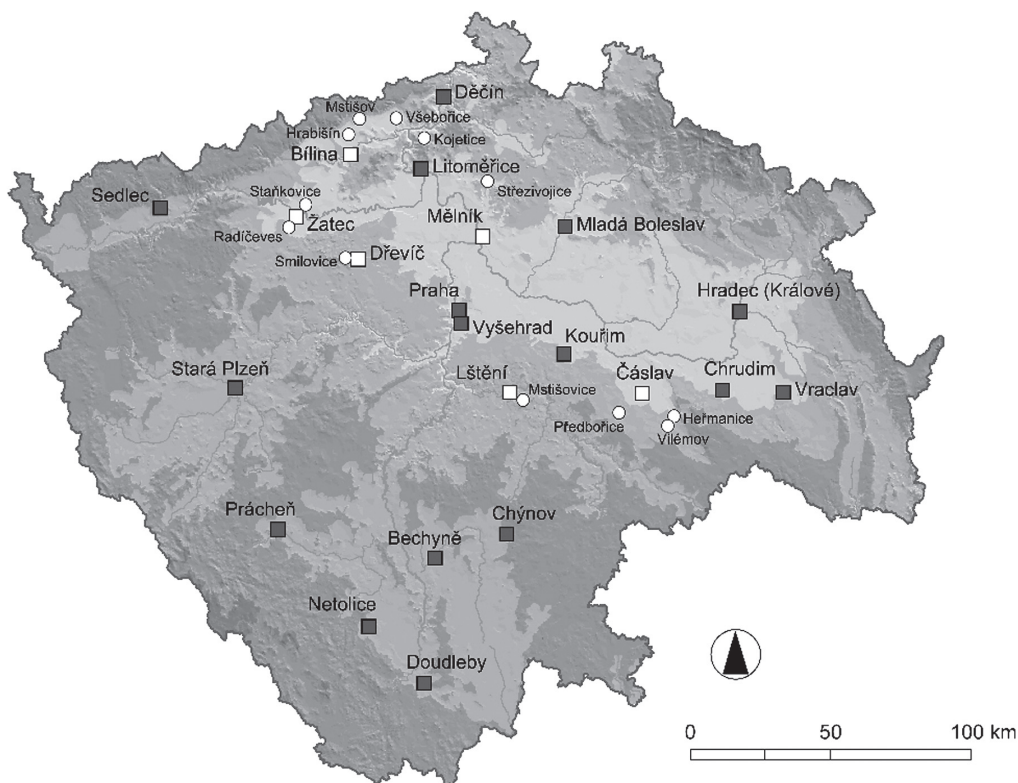 Děčín
Mstišov
Všebořice
Hrabišín
Kojetice
Bílina
Litoměřice
Sedlec
Staňkovice
Střezivojice
Žatec
Mělník
Mladá Boleslav
Radíčeves
Smilovice
Dřevíč
Praha
Hradec (Králové)
Vyšehrad
Kouřim
Stará Plzeň
Lštění
Mstišovice
Čáslav
Chrudim
Vraclav
Předbořice
Heřmanice
Vilémov
Prácheň
Chýnov
Bechyně
Netolice
Doudleby
0 50 100 km